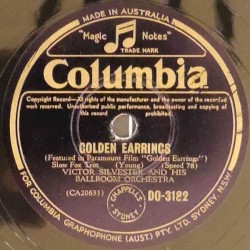 MADE IN AUSTRALIA
"Magic Notes"
TRADE MARK
Columbia
Copyright Record—All rights of the manufacturer and the owner of the recorded
work reserved. Unauthorised public performance, broadcasting and copying of
this record prohibited.
GOLDEN EARRINGS
(Featured in Paramount Film "Golden Earrings")
Slow Fox Trot (Young) (Speed 78)
VICTOR SILVESTER AND HIS
BALLROOM ORCHESTRA
(CA20633) DO-3182
CHAPPELL'S
SYDNEY
FOR COLUMBIA GRAPHOPHONE (AUST.) PTY. LTD. SYDNEY, N.S.W.